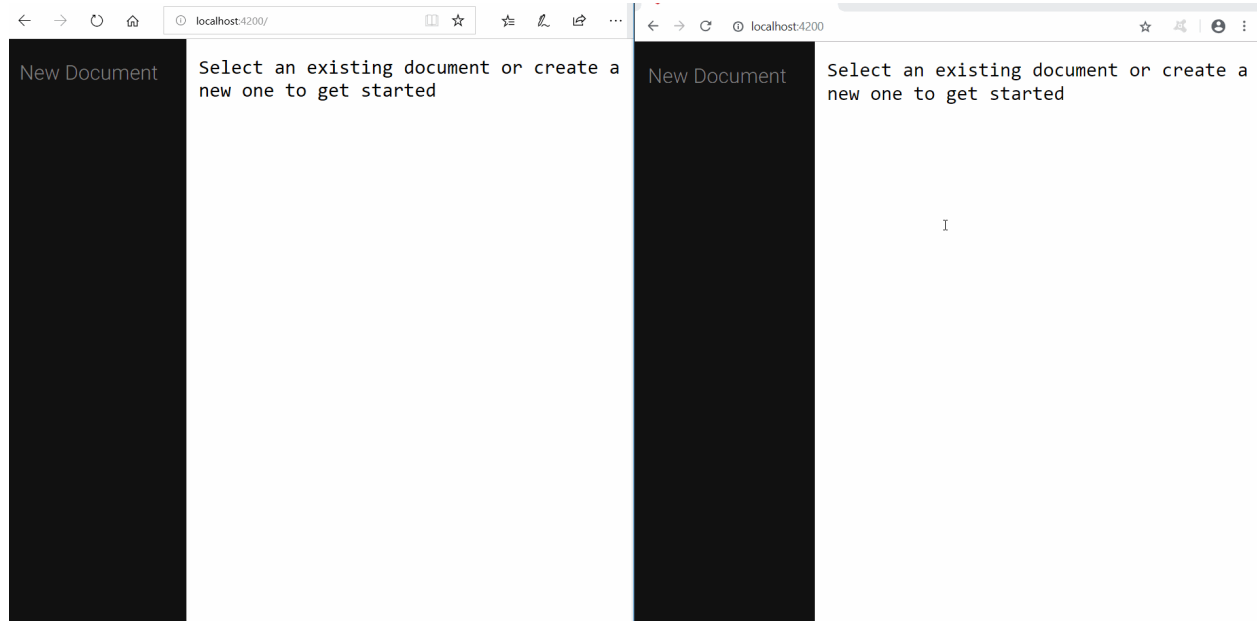 localhost:4200/
New Document
Select an existing document or create a
new one to get started
localhost:4200
New Document
Select an existing document or create a
new one to get started